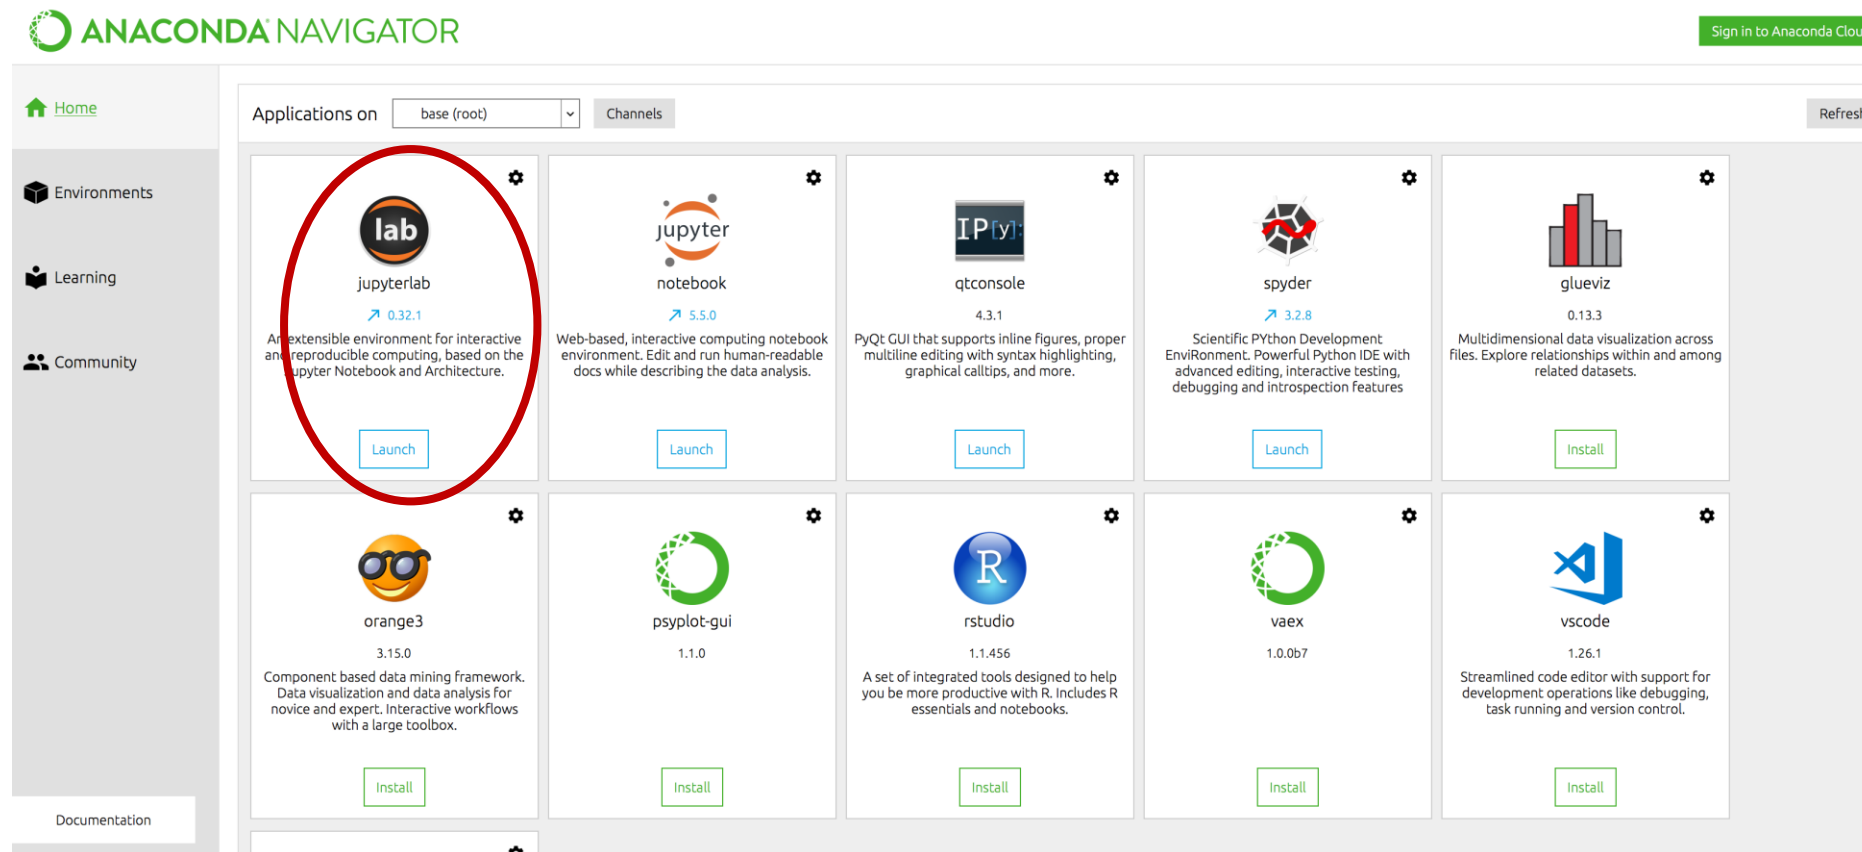 ANACONDA NAVIGATOR
Sign in to Anaconda Clou
Home
Environments
Learning
Community
Documentation
Applications on
base (root)
Channels
Refresh
lab
jupyterlab
0.32.1
An extensible environment for interactive
and reproducible computing, based on the
Jupyter Notebook and Architecture.
Launch
jupyter
notebook
5.5.0
Web-based, interactive computing notebook
environment. Edit and run human-readable
docs while describing the data analysis.
Launch
IP[y]:
qtconsole
4.3.1
PyQt GUI that supports inline figures, proper
multiline editing with syntax highlighting,
graphical calltips, and more.
Launch
spyder
3.2.8
Scientific PYthon Development
EnviRonment. Powerful Python IDE with
advanced editing, interactive testing,
debugging and introspection features
Launch
glueviz
0.13.3
Multidimensional data visualization across
files. Explore relationships within and among
related datasets.
Install
orange3
3.15.0
Component based data mining framework.
Data visualization and data analysis for
novice and expert. Interactive workflows
with a large toolbox.
Install
psyplot-gui
1.1.0
Install
R
rstudio
1.1.456
A set of integrated tools designed to help
you be more productive with R. Includes R
essentials and notebooks.
Install
vaex
1.0.0b7
Install
vscode
1.26.1
Streamlined code editor with support for
development operations like debugging,
task running and version control.
Install